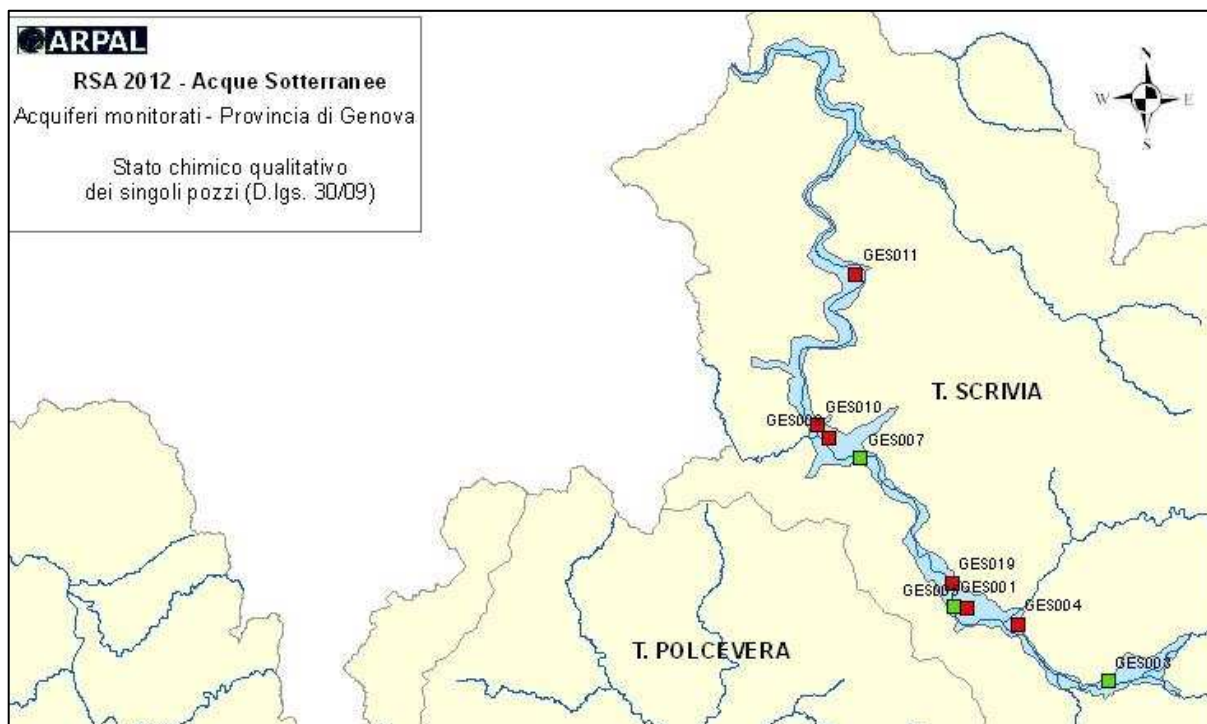 ARPAL
RSA 2012 - Acque Sotterranee
Acquiferi monitorati - Provincia di Genova
Stato chimico qualitativo
dei singoli pozzi (D.lgs. 30/09)
N
W E
S
GES011
T. SCRIVIA
GES010
GES007
GES019
GES001
GES004
T. POLCEVERA
GES003